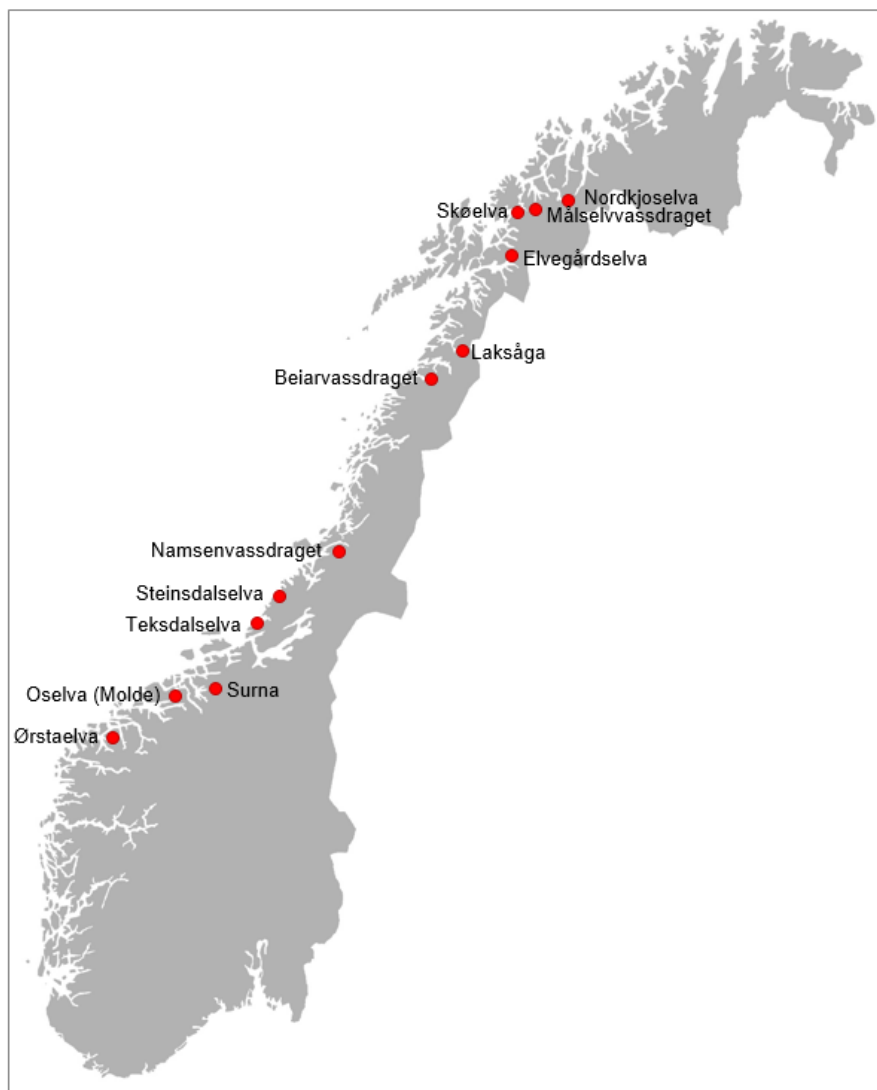 Nordkjoselva
Skøelva
Målselvvassdraget
Elvegårdselva
Laksåga
Beiarvassdraget
Namsenvassdraget
Steinsdalselva
Teksdalselva
Oselva (Molde)
Surna
Ørstaelva